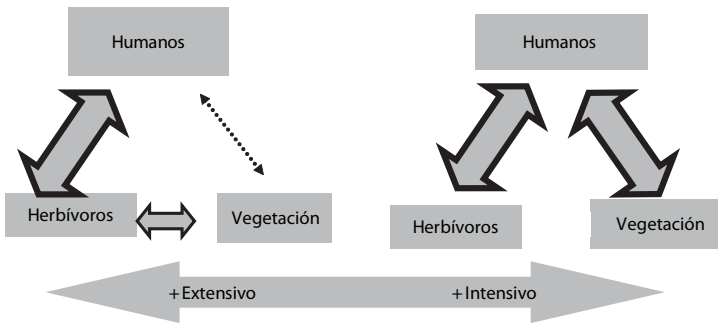 Humanos
Humanos
Herbívoros
Vegetación
Herbívoros
Vegetación
+Extensivo
+Intensivo